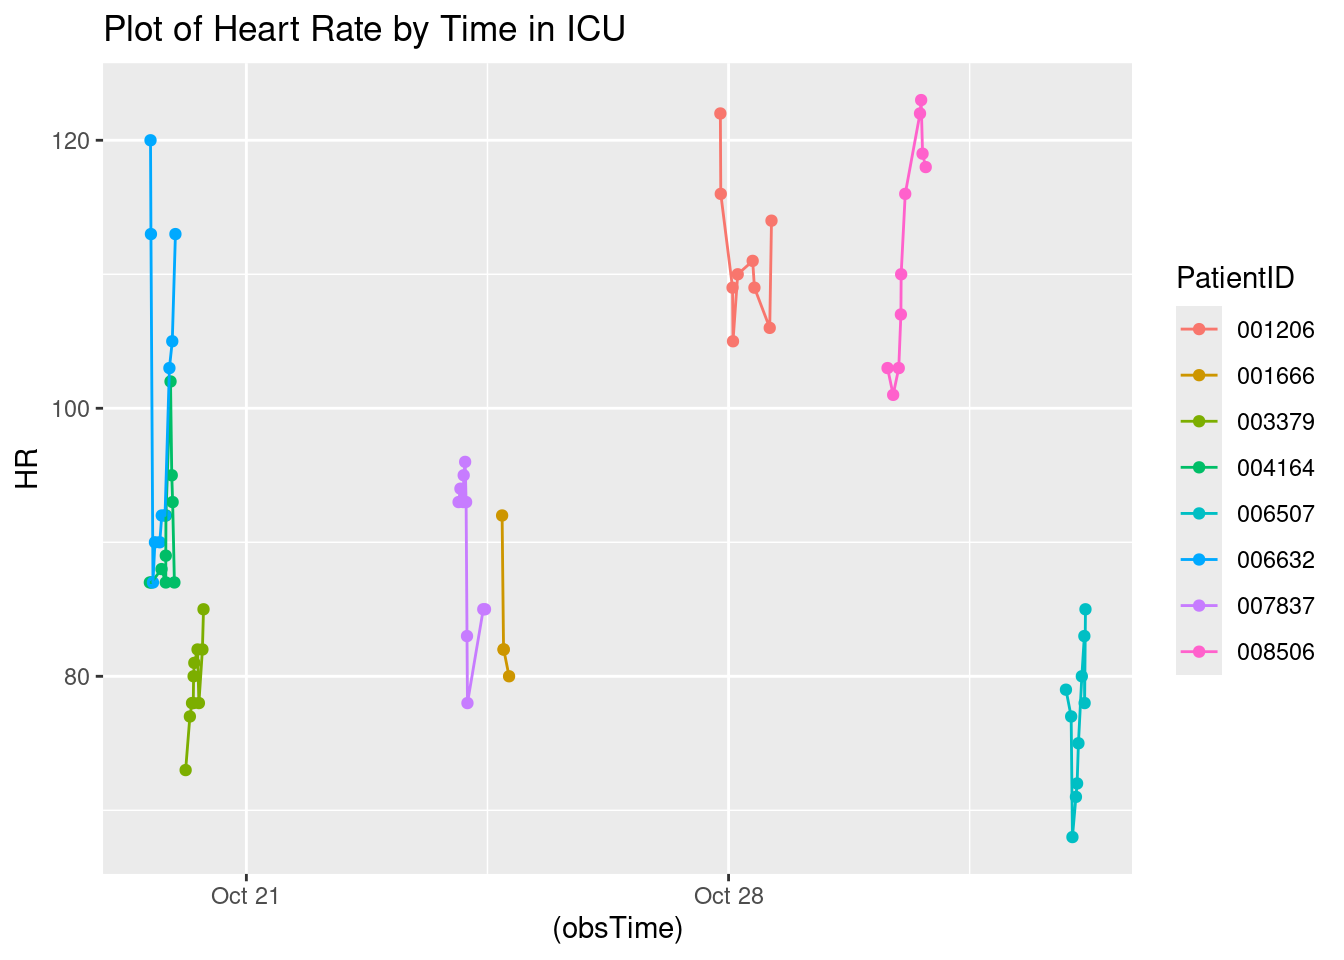 Plot of Heart Rate by Time in ICU
120
100
80
HR
Oct 21
Oct 28
(obsTime)
PatientID
001206
001666
003379
004164
006507
006632
007837
008506